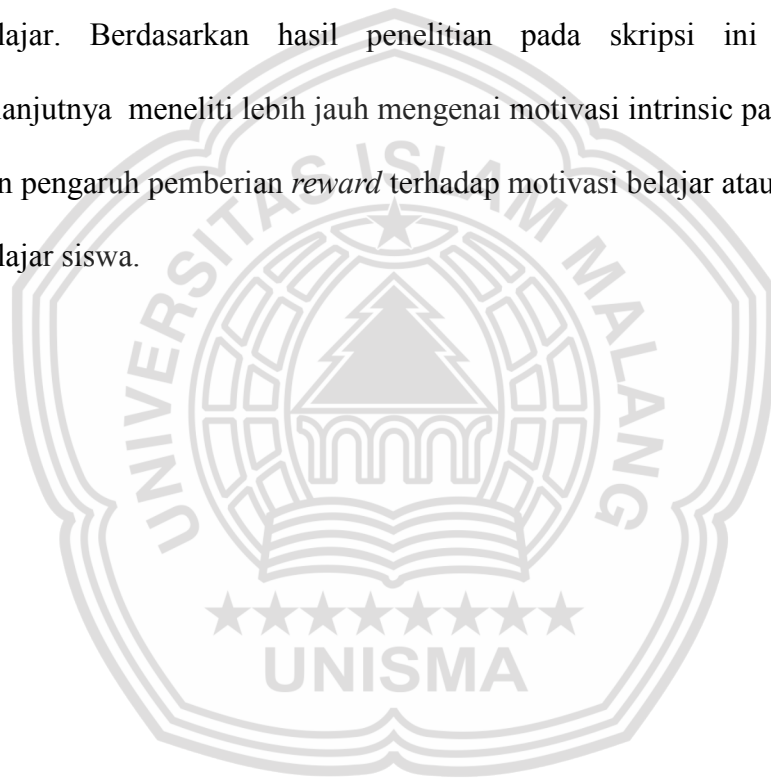 lajar. Berdasarkan hasil penelitian pada skripsi ini
lanjutnya meneliti lebih jauh mengenai motivasi intrinsic pa
n pengaruh pemberian reward terhadap motivasi belajar atau
lajar siswa.
UNIVERSITAS ISLAM MALANG
UNISMA